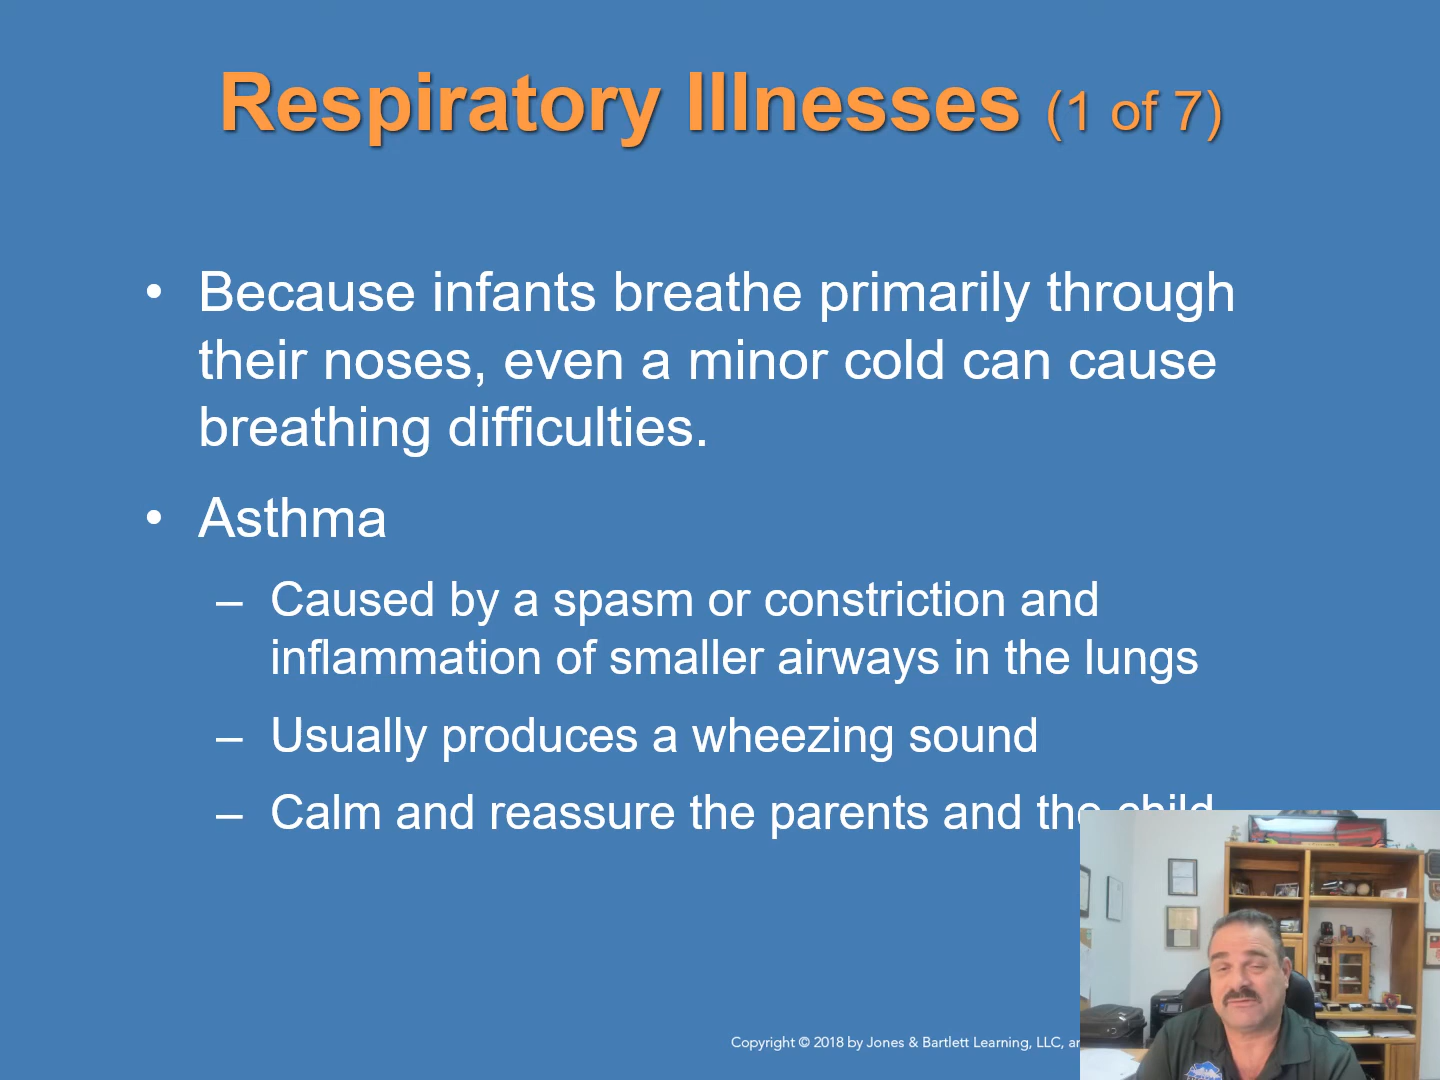 Respiratory Illnesses (1 of 7)
• Because infants breathe primarily through
their noses, even a minor cold can cause
breathing difficulties.
• Asthma
– Caused by a spasm or constriction and
inflammation of smaller airways in the lungs
– Usually produces a wheezing sound
– Calm and reassure the parents and the child
Copyright © 2018 by Jones & Bartlett Learning, LLC,